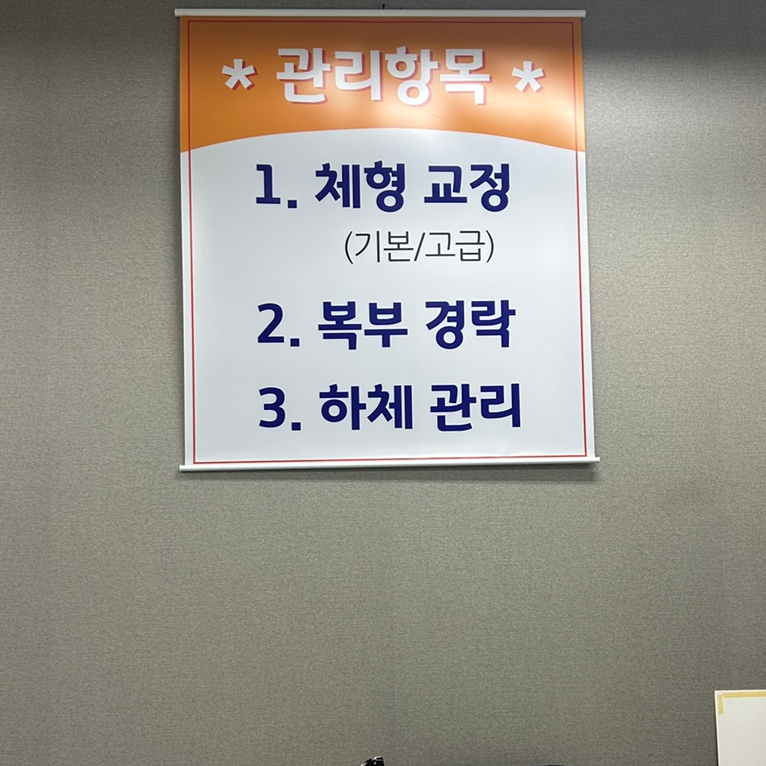 * 관리항목 *
1. 체형 교정
(기본/고급)
2. 복부 경락
3. 하체 관리